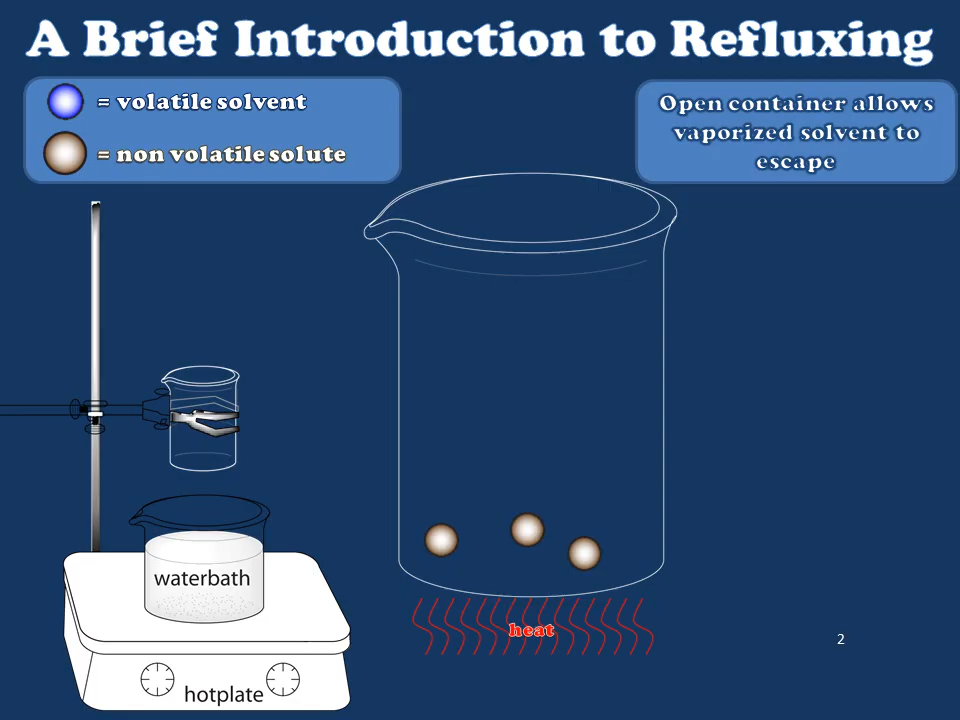 A Brief Introduction to Refluxing
= volatile solvent
= non volatile solute
Open container allows
vaporized solvent to
escape
waterbath
heat
2
hotplate